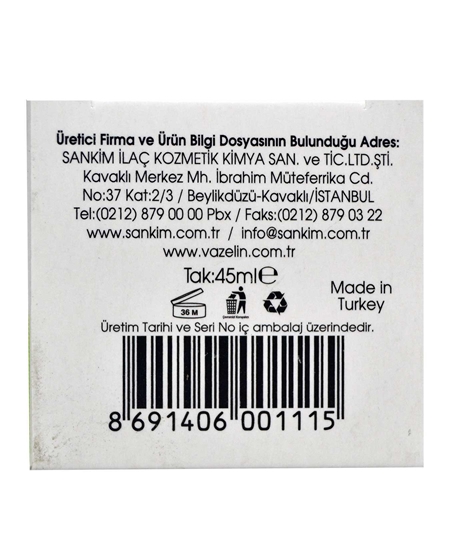 Üretici Firma ve Ürün Bilgi Dosyasının Bulunduğu Adres:
SANKİM İLAÇ KOZMETİK KİMYA SAN. ve TİC.LTD.ŞTİ.
Kavaklı Merkez Mh. İbrahim Müteferrika Cd.
No:37 Kat:2/3 / Beylikdüzü-Kavaklı/İSTANBUL
Tel:(0212) 879 00 00 Pbx / Faks:(0212) 879 03 22
www.sankim.com.tr / info@sankim.com.tr
www.vazelin.com.tr
Tak:45ml℮
36 M
Made in
Turkey
Üretim Tarihi ve Seri No iç ambalaj üzerindedir.
8 691406 001115